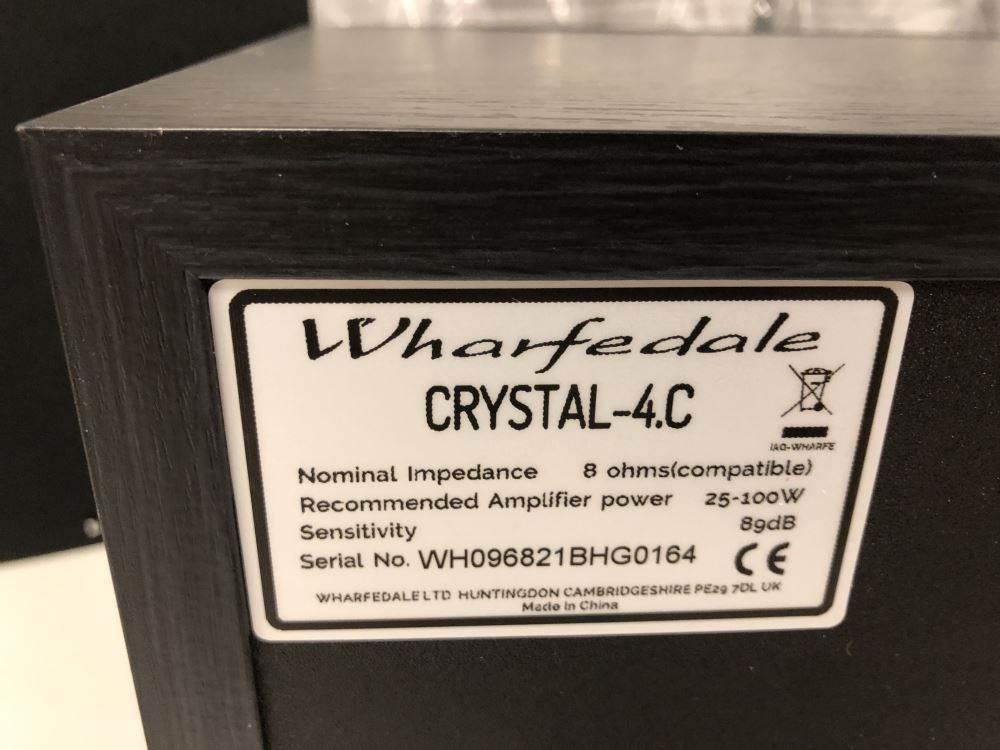 Wharfedale
CRYSTAL-4.C
IAG-WHARFE
Nominal Impedance 8 ohms(compatible)
Recommended Amplifier power 25-100W
Sensitivity 89dB
Serial No. WH096821BHG0164 CE
WHARFEDALE LTD HUNTINGDON CAMBRIDGESHIRE PE29 7DL UK
Made In China